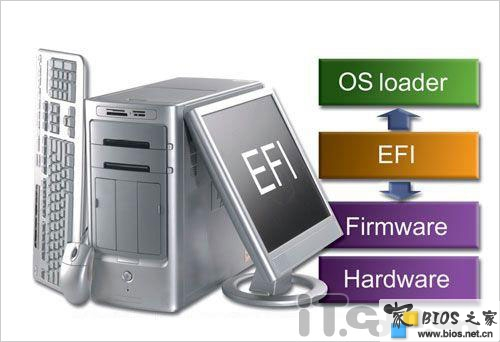 EFI
OS loader
EFI
Firmware
Hardware
BIOS之家
www.bios.net.cn